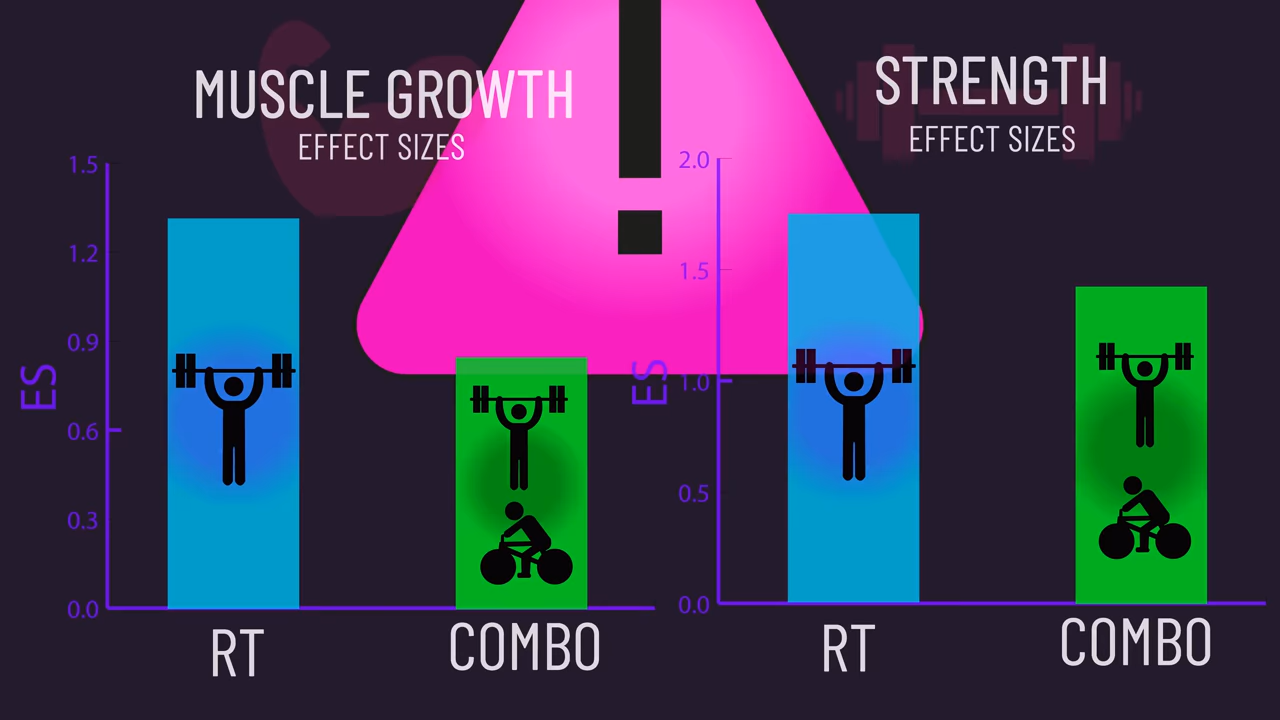 MUSCLE GROWTH
EFFECT SIZES
1.5
1.2
0.9
0.6
0.3
0.0
ES
RT
COMBO
STRENGTH
EFFECT SIZES
2.0
1.5
1.0
0.5
0.0
ES
RT
COMBO